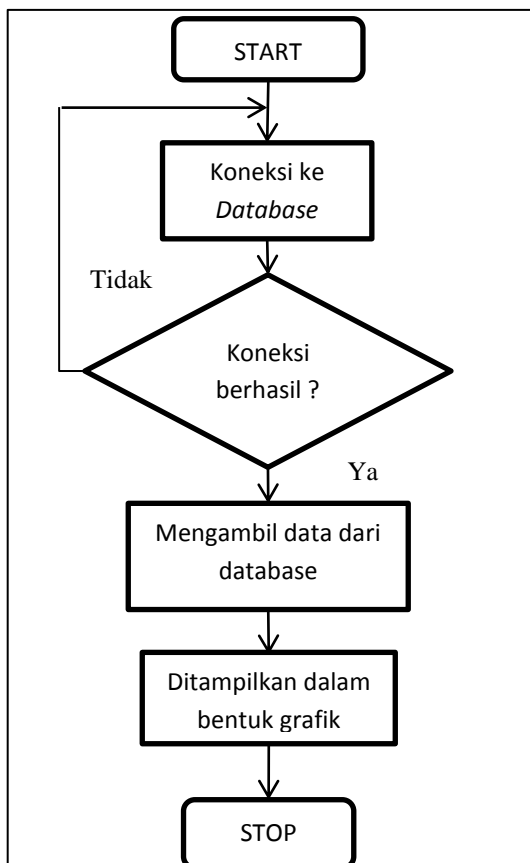 START
Koneksi ke
Database
Tidak
Koneksi
berhasil ?
Ya
Mengambil data dari
database
Ditampilkan dalam
bentuk grafik
STOP